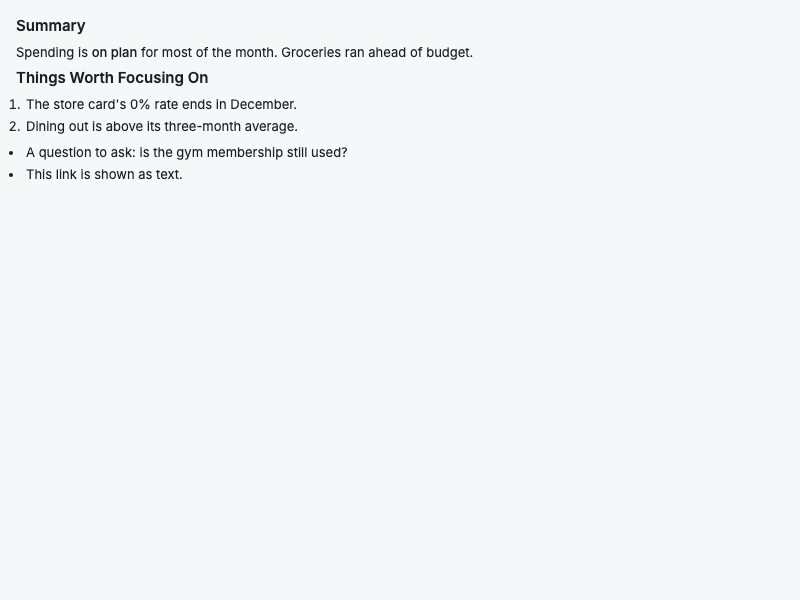 Summary
Spending is on plan for most of the month. Groceries ran ahead of budget.
Things Worth Focusing On
1. The store card's 0% rate ends in December.
2. Dining out is above its three-month average.
• A question to ask: is the gym membership still used?
• This link is shown as text.